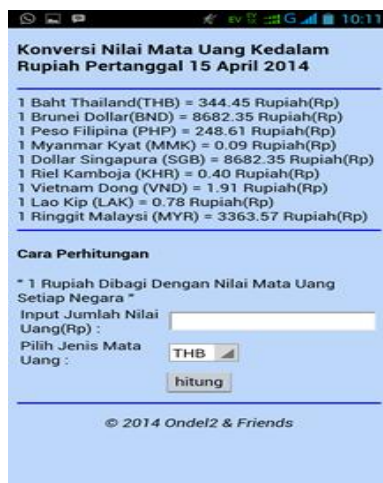 EV G 10:11
Konversi Nilai Mata Uang Kedalam
Rupiah Pertanggal 15 April 2014
1 Baht Thailand(THB) = 344.45 Rupiah(Rp)
1 Brunei Dollar(BND) = 8682.35 Rupiah(Rp)
1 Peso Filipina (PHP) = 248.61 Rupiah(Rp)
1 Myanmar Kyat (MMK) = 0.09 Rupiah(Rp)
1 Dollar Singapura (SGB) = 8682.35 Rupiah(Rp)
1 Riel Kamboja (KHR) = 0.40 Rupiah(Rp)
1 Vietnam Dong (VND) = 1.91 Rupiah(Rp)
1 Lao Kip (LAK) = 0.78 Rupiah(Rp)
1 Ringgit Malaysi (MYR) = 3363.57 Rupiah(Rp)
Cara Perhitungan
" 1 Rupiah Dibagi Dengan Nilai Mata Uang
Setiap Negara "
Input Jumlah Nilai
Uang(Rp) :
Pilih Jenis Mata
Uang :
THB
hitung
© 2014 Ondel2 & Friends